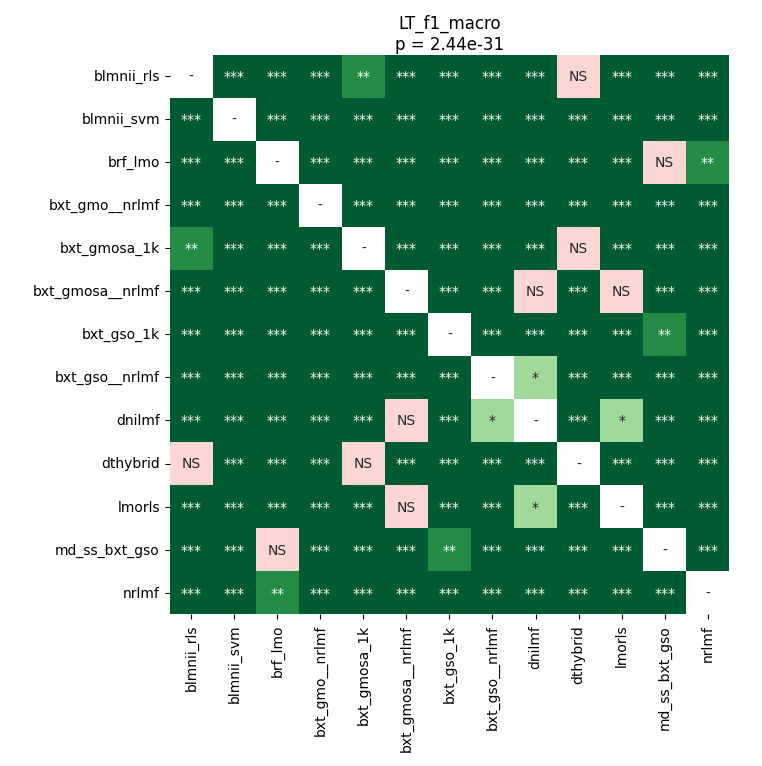 LT_f1_macro
p = 2.44e-31
blmnii_rls - *** *** *** ** *** *** *** *** NS *** *** ***
blmnii_svm *** - *** *** *** *** *** *** *** *** *** *** ***
brf_lmo *** *** - *** *** *** *** *** *** *** *** NS **
bxt_gmo__nrlmf *** *** *** - *** *** *** *** *** *** *** *** ***
bxt_gmosa_1k ** *** *** *** - *** *** *** *** NS *** *** ***
bxt_gmosa__nrlmf *** *** *** *** *** - *** *** NS *** NS *** ***
bxt_gso_1k *** *** *** *** *** *** - *** *** *** *** ** ***
bxt_gso__nrlmf *** *** *** *** *** *** *** - * *** *** *** ***
dnilmf *** *** *** *** *** NS *** * - *** * *** ***
dthybrid NS *** *** *** NS *** *** *** *** - *** *** ***
lmorls *** *** *** *** *** NS *** *** * *** - *** ***
md_ss_bxt_gso *** *** NS *** *** *** ** *** *** *** *** - ***
nrlmf *** *** ** *** *** *** *** *** *** *** *** *** -
blmnii_rls
blmnii_svm
brf_lmo
bxt_gmo__nrlmf
bxt_gmosa_1k
bxt_gmosa__nrlmf
bxt_gso_1k
bxt_gso__nrlmf
dnilmf
dthybrid
lmorls
md_ss_bxt_gso
nrlmf